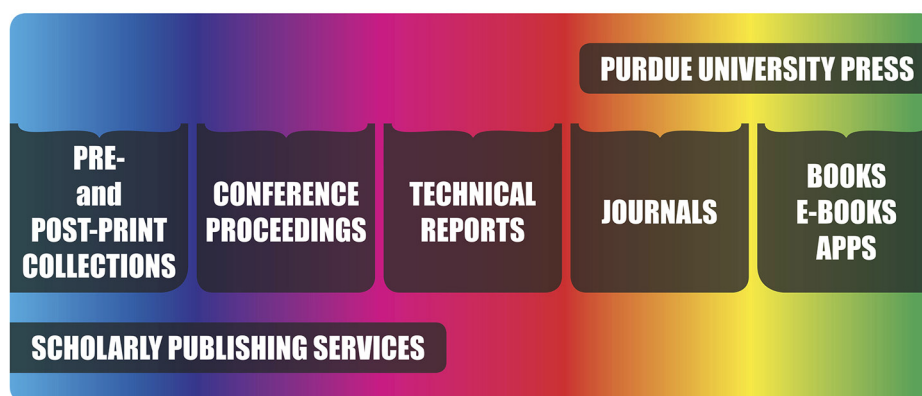 PURDUE UNIVERSITY PRESS
PRE-
and
POST-PRINT
COLLECTIONS
CONFERENCE
PROCEEDINGS
TECHNICAL
REPORTS
JOURNALS
BOOKS
E-BOOKS
APPS
SCHOLARLY PUBLISHING SERVICES